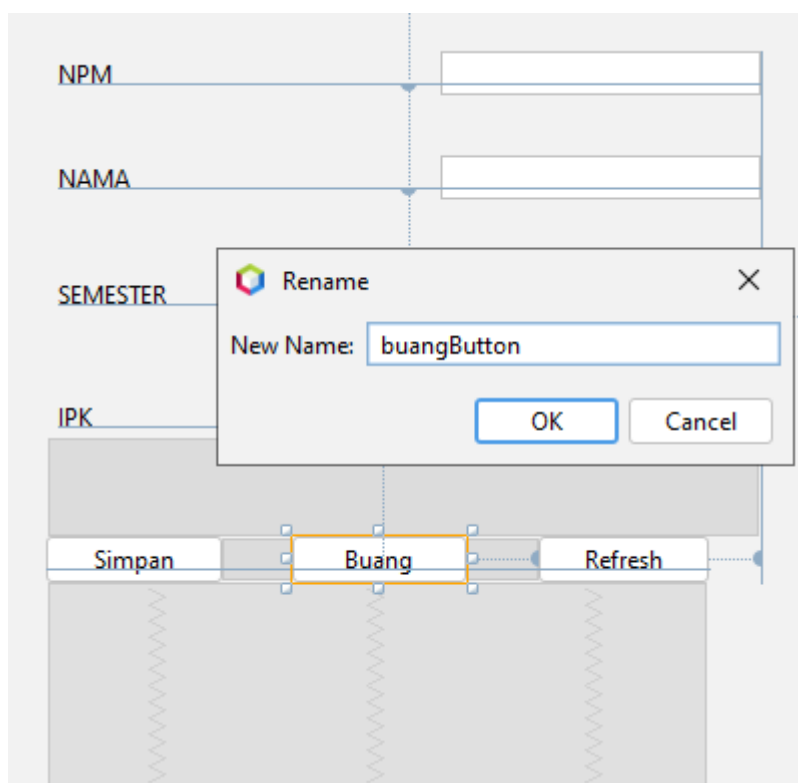 NPM
NAMA
Rename
SEMESTER
New Name: buangButton
IPK
OK Cancel
Simpan Buang Refresh